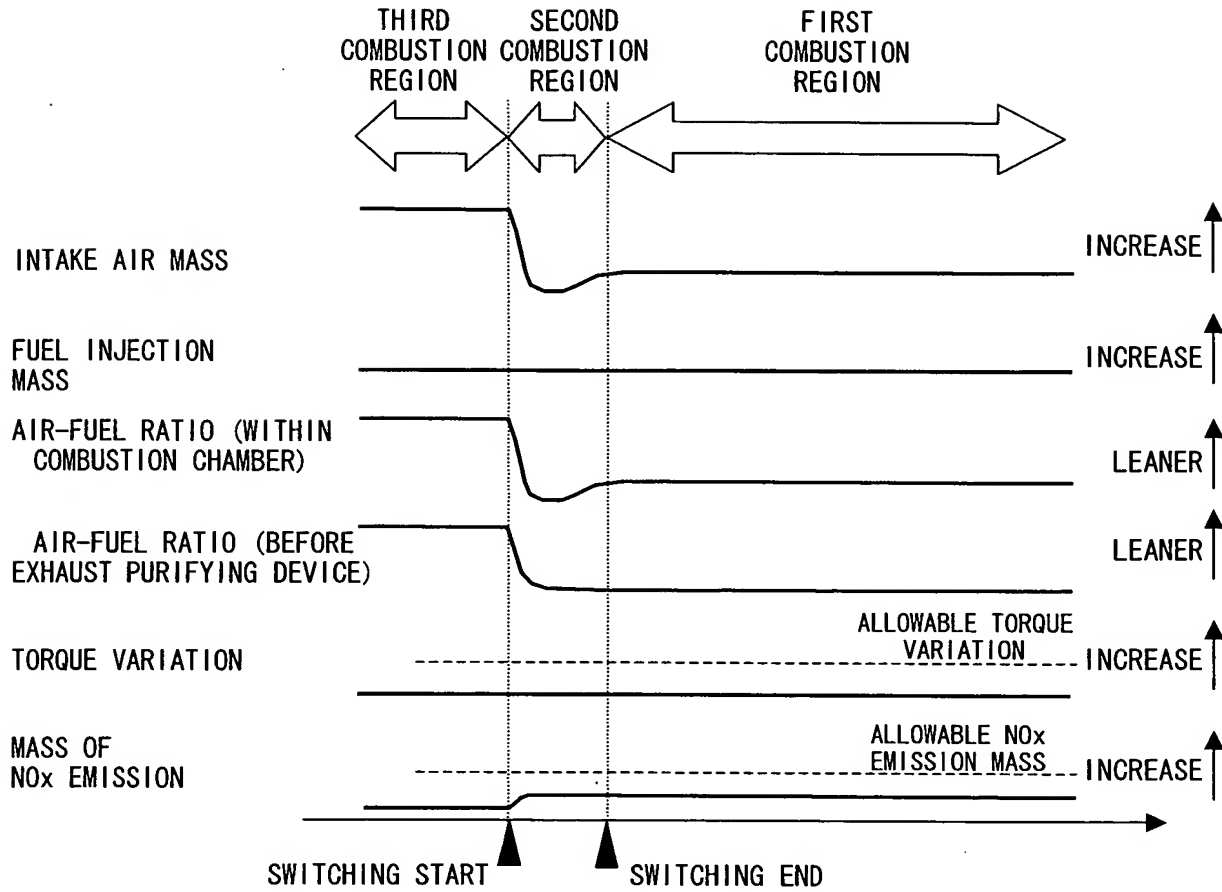 THIRD COMBUSTION REGION
SECOND COMBUSTION REGION
FIRST COMBUSTION REGION
INTAKE AIR MASS
INCREASE
FUEL INJECTION
MASS
INCREASE
AIR-FUEL RATIO (WITHIN
COMBUSTION CHAMBER)
LEANER
AIR-FUEL RATIO (BEFORE
EXHAUST PURIFYING DEVICE)
LEANER
TORQUE VARIATION
ALLOWABLE TORQUE
VARIATION
INCREASE
MASS OF
NOx EMISSION
ALLOWABLE NOx
EMISSION MASS
INCREASE
SWITCHING START
SWITCHING END